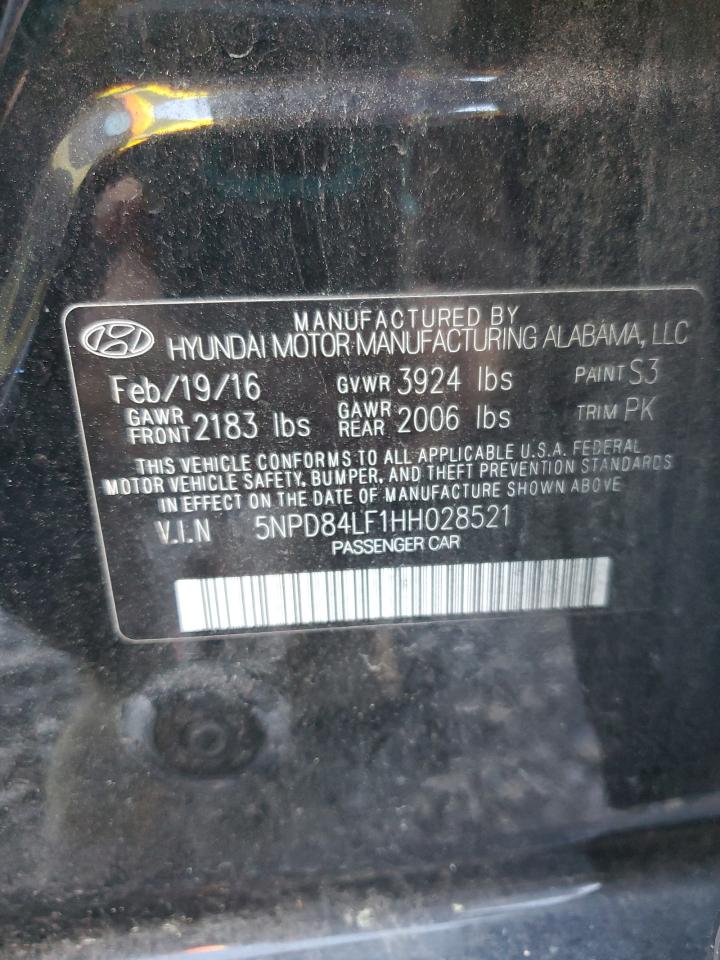 MANUFACTURED BY
HYUNDAI MOTOR MANUFACTURING ALABAMA, LLC
Feb/19/16 GVWR 3924 lbs PAINT S3
GAWR FRONT 2183 lbs GAWR REAR 2006 lbs TRIM PK
THIS VEHICLE CONFORMS TO ALL APPLICABLE U.S.A. FEDERAL
MOTOR VEHICLE SAFETY, BUMPER, AND THEFT PREVENTION STANDARDS
IN EFFECT ON THE DATE OF MANUFACTURE SHOWN ABOVE
V.I.N 5NPD84LF1HH028521
PASSENGER CAR